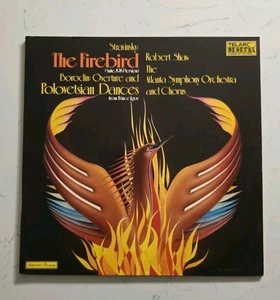 TELARC
DIGITAL
Stravinsky:
The Firebird
(Suite, 1919 Version)
Borodin: Overture and
Polovetsian Dances
from Prince Igor
Robert Shaw
The
Atlanta Symphony Orchestra
and Chorus